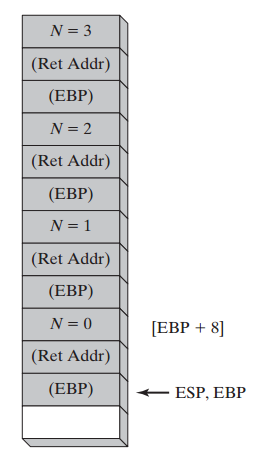 N = 3
(Ret Addr)
(EBP)
N = 2
(Ret Addr)
(EBP)
N = 1
(Ret Addr)
(EBP)
N = 0 [EBP + 8]
(Ret Addr)
(EBP) ESP, EBP